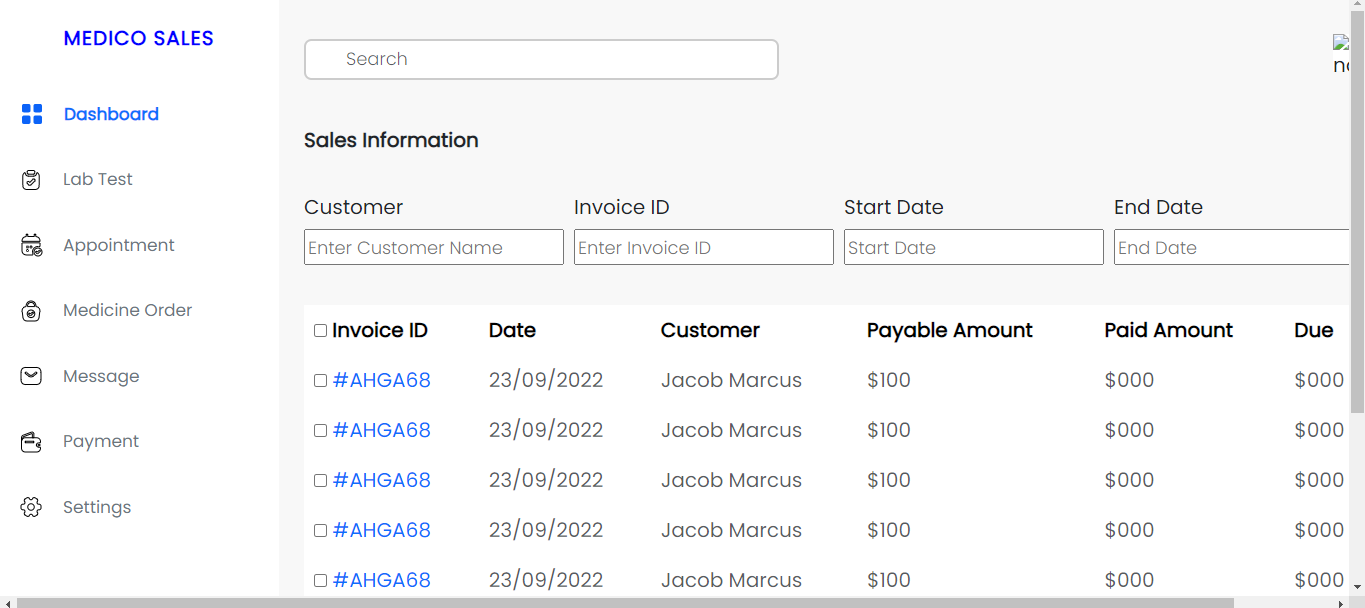 MEDICO SALES
Dashboard
Lab Test
Appointment
Medicine Order
Message
Payment
Settings
Search
Sales Information
Customer Invoice ID Start Date End Date
Enter Customer Name Enter Invoice ID Start Date End Date
Invoice ID Date Customer Payable Amount Paid Amount Due
#AHGA68 23/09/2022 Jacob Marcus $100 $000 $000
#AHGA68 23/09/2022 Jacob Marcus $100 $000 $000
#AHGA68 23/09/2022 Jacob Marcus $100 $000 $000
#AHGA68 23/09/2022 Jacob Marcus $100 $000 $000
#AHGA68 23/09/2022 Jacob Marcus $100 $000 $000